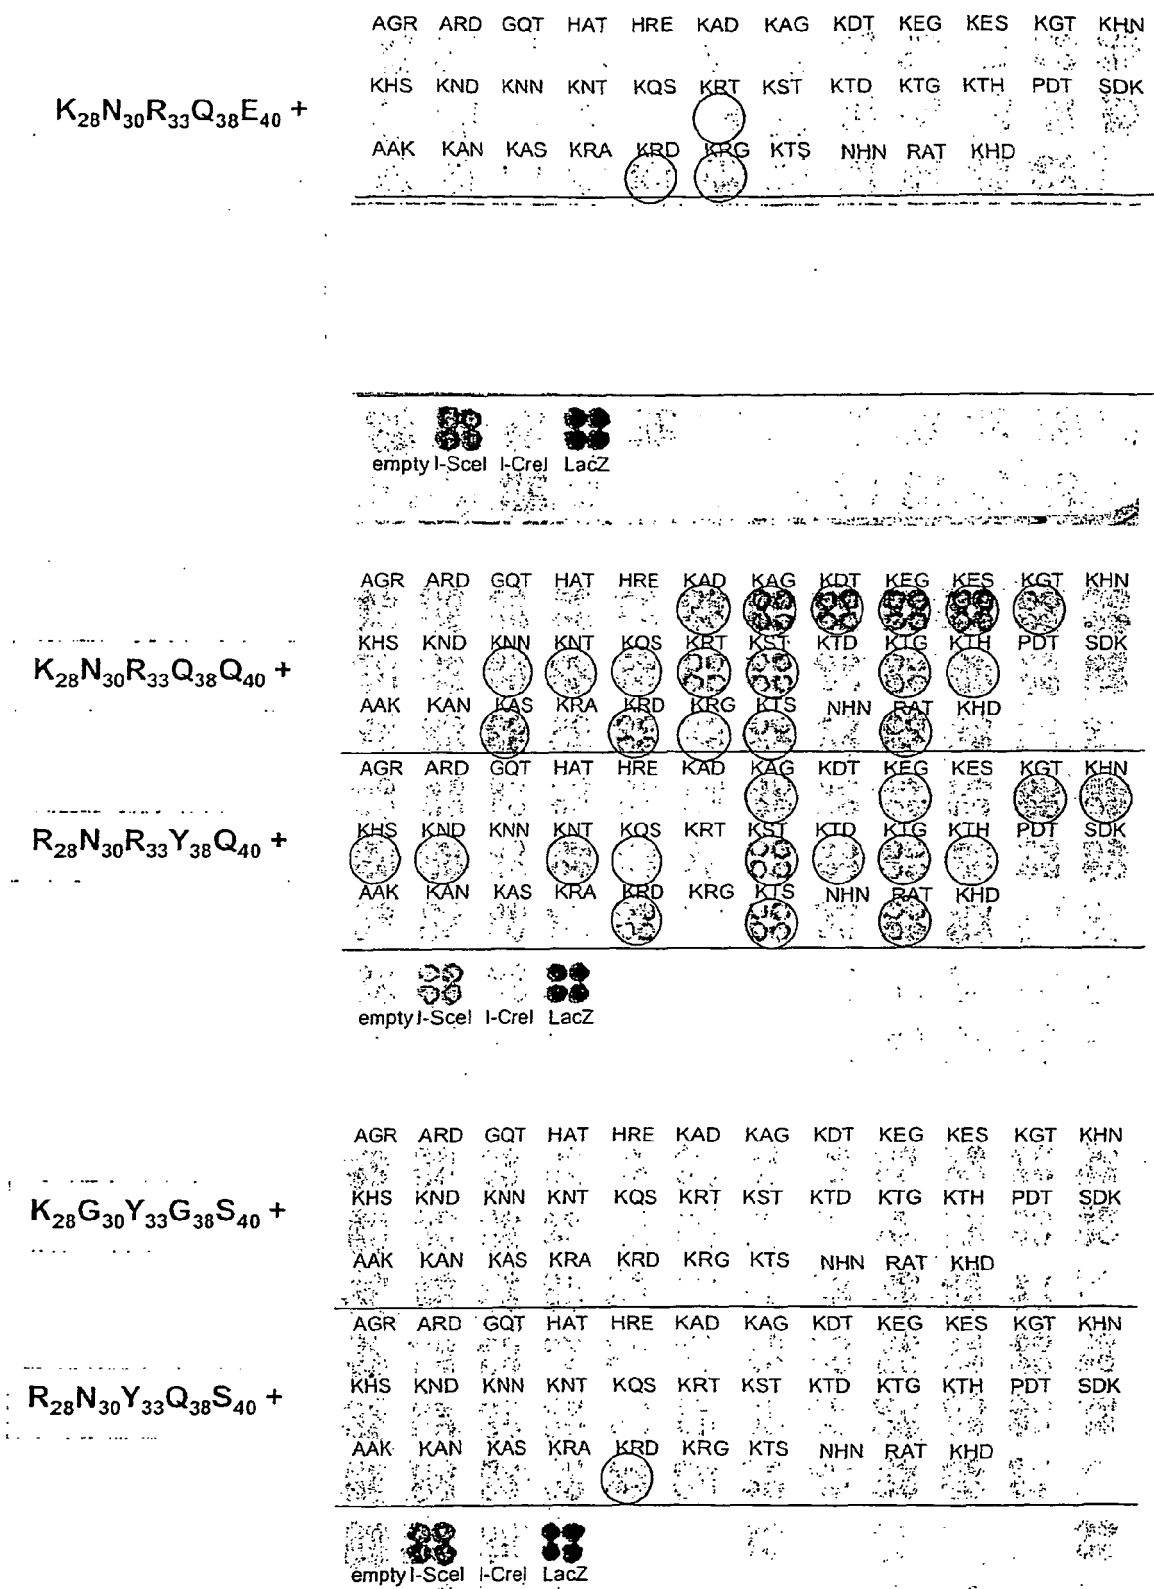 AGR ARD GQT HAT HRE KAD KAG KDT KEG KES KGT KHN
KHS KND KNN KNT KQS KRT KST KTD KTG KTH PDT SDK
K28N30R33Q38E40 +
AAK KAN KAS KRA KRD KRG KTS NHN RAT KHD
empty I-SceI I-CreI LacZ
AGR ARD GQT HAT HRE KAD KAG KDT KEG KES KGT KHN
KHS KND KNN KNT KQS KRT KST KTD KTG KTH PDT SDK
K28N30R33Q38Q40 +
AAK KAN KAS KRA KRD KRG KTS NHN RAT KHD
AGR ARD GQT HAT HRE KAD KAG KDT KEG KES KGT KHN
R28N30R33Y38Q40 +
KHS KND KNN KNT KQS KRT KST KTD KTG KTH PDT SDK
AAK KAN KAS KRA KRD KRG KTS NHN RAT KHD
empty I-SceI I-CreI LacZ
AGR ARD GQT HAT HRE KAD KAG KDT KEG KES KGT KHN
K28G30Y33G38S40 +
KHS KND KNN KNT KQS KRT KST KTD KTG KTH PDT SDK
AAK KAN KAS KRA KRD KRG KTS NHN RAT KHD
AGR ARD GQT HAT HRE KAD KAG KDT KEG KES KGT KHN
R28N30Y33Q38S40 +
KHS KND KNN KNT KQS KRT KST KTD KTG KTH PDT SDK
AAK KAN KAS KRA KRD KRG KTS NHN RAT KHD
empty I-SceI I-CreI LacZ